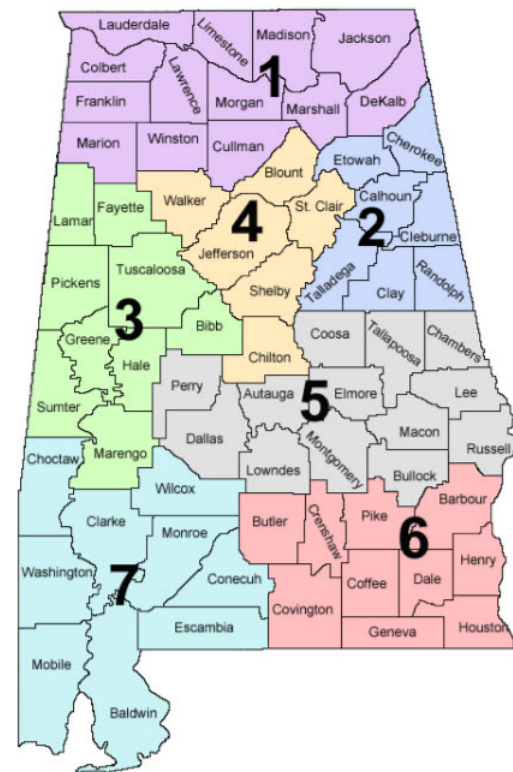 Lauderdale
Limestone
Madison
Jackson
Colbert
Lawrence
1
Franklin
Morgan
Marshall
DeKalb
Marion
Winston
Cullman
Cherokee
Etowah
Blount
Walker
Calhoun
St. Clair
Lamar
Fayette
4
2
Cleburne
Jefferson
Tuscaloosa
Talladega
Randolph
Pickens
Shelby
Clay
3
Bibb
Greene
Coosa
Tallapoosa
Chambers
Hale
Chilton
Perry
Autauga
Elmore
Lee
5
Sumter
Dallas
Macon
Marengo
Montgomery
Russell
Choctaw
Lowndes
Bullock
Wilcox
Barbour
Clarke
Butler
Crenshaw
Pike
Monroe
6
Henry
Washington
Conecuh
Coffee
Dale
7
Covington
Escambia
Geneva
Houston
Mobile
Baldwin